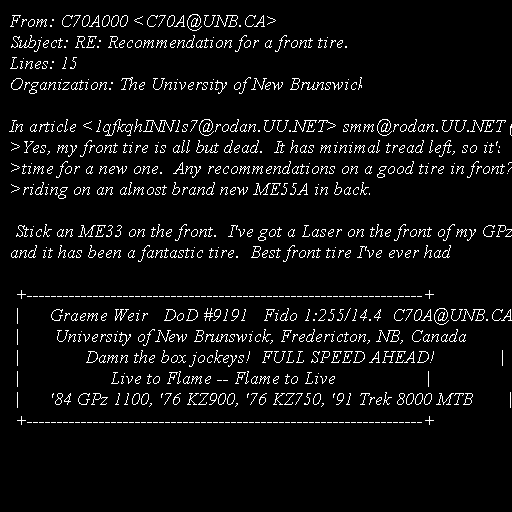 From: C70A000 <C70A@UNB.CA>
Subject: RE: Recommendation for a front tire.
Lines: 15
Organization: The University of New Brunswick

In article <1qfkqhINN1s7@rodan.UU.NET> smm@rodan.UU.NET (
>Yes, my front tire is all but dead.  It has minimal tread left, so it's
>time for a new one.  Any recommendations on a good tire in front?
>riding on an almost brand new ME55A in back.

 Stick an ME33 on the front.  I've got a Laser on the front of my GPz
and it has been a fantastic tire.  Best front tire I've ever had

 +------------------------------------------------------------------+
 |      Graeme Weir   DoD #9191   Fido 1:255/14.4  C70A@UNB.CA
 |       University of New Brunswick, Fredericton, NB, Canada
 |             Damn the box jockeys!  FULL SPEED AHEAD!             |
 |                  Live to Flame -- Flame to Live                  |
 |      '84 GPz 1100, '76 KZ900, '76 KZ750, '91 Trek 8000 MTB       |
 +------------------------------------------------------------------+